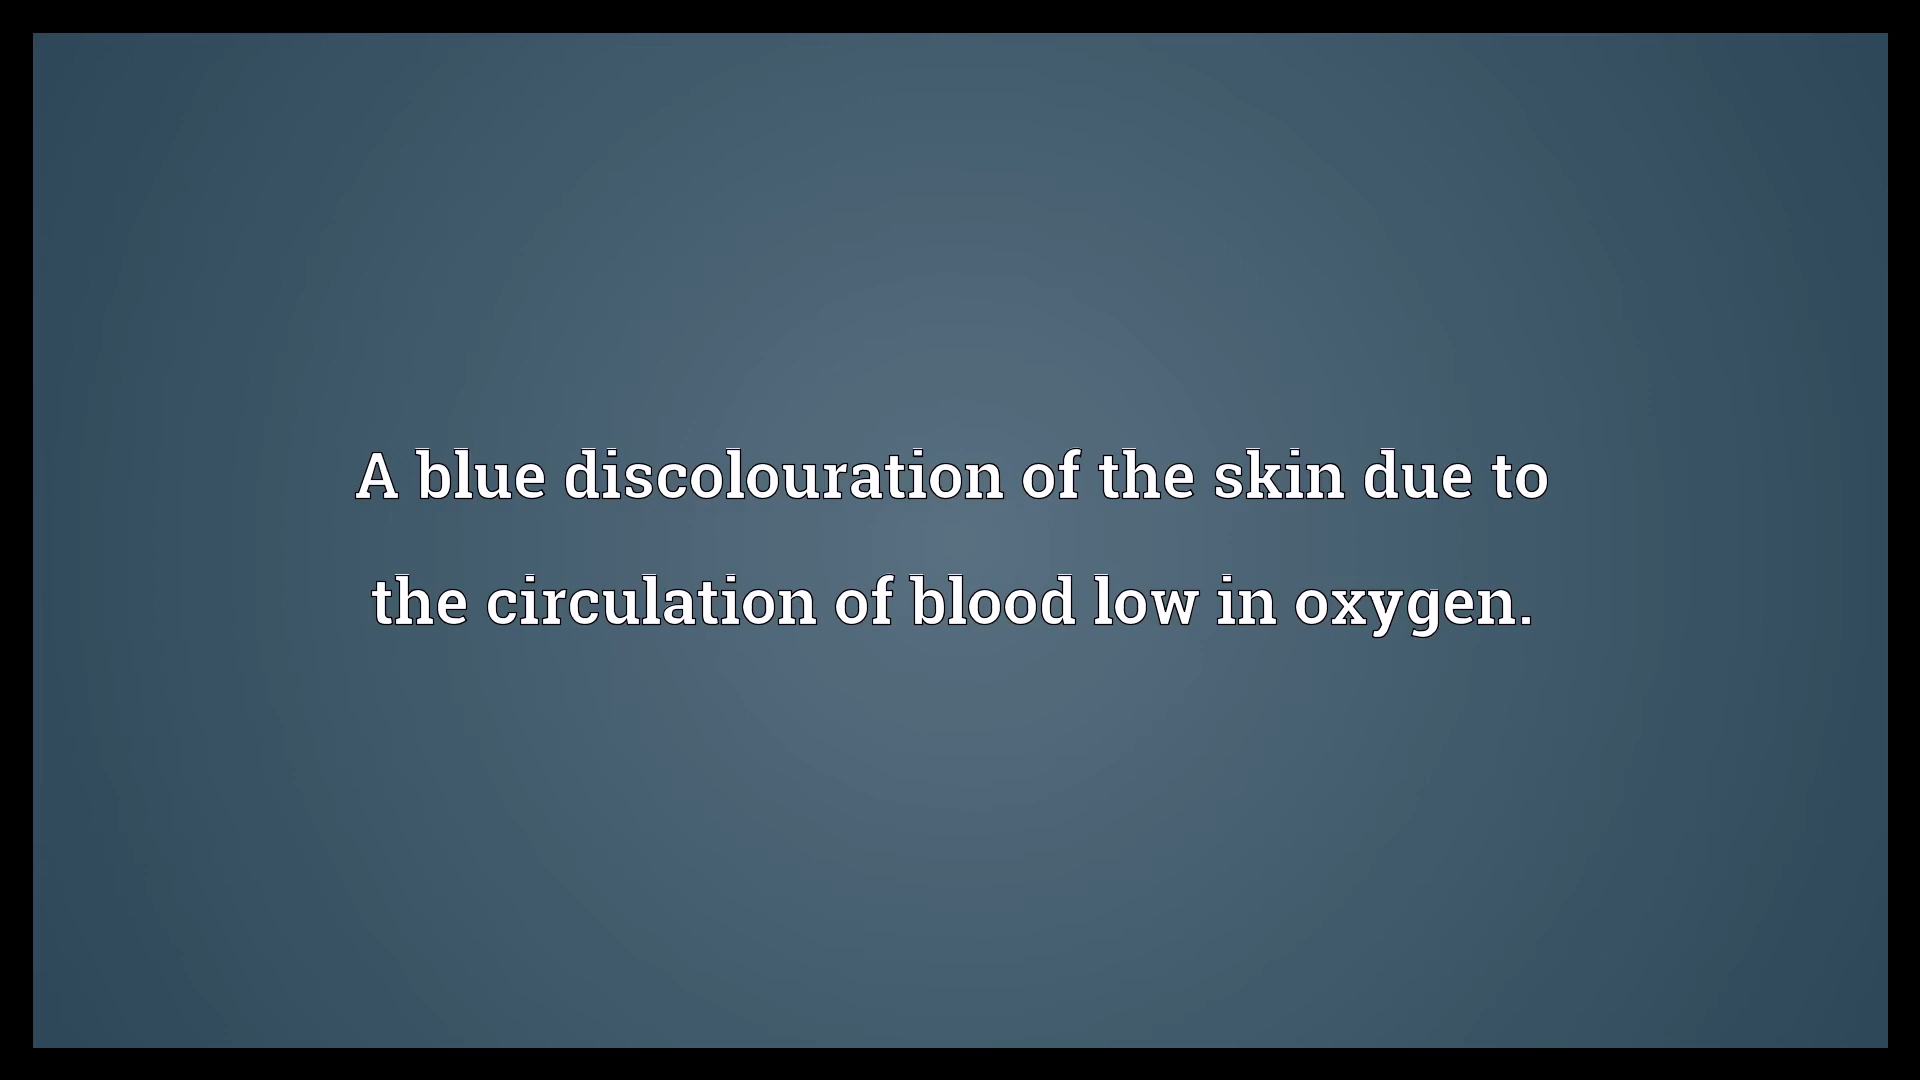 A blue discolouration of the skin due to
the circulation of blood low in oxygen.